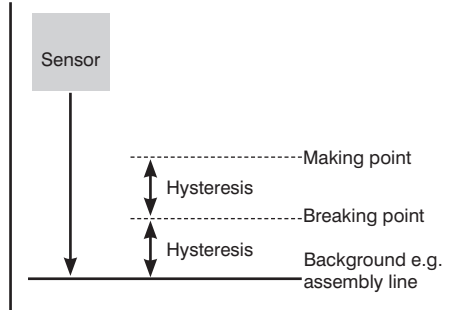 Sensor
Making point
Hysteresis
Breaking point
Hysteresis
Background e.g.
assembly line